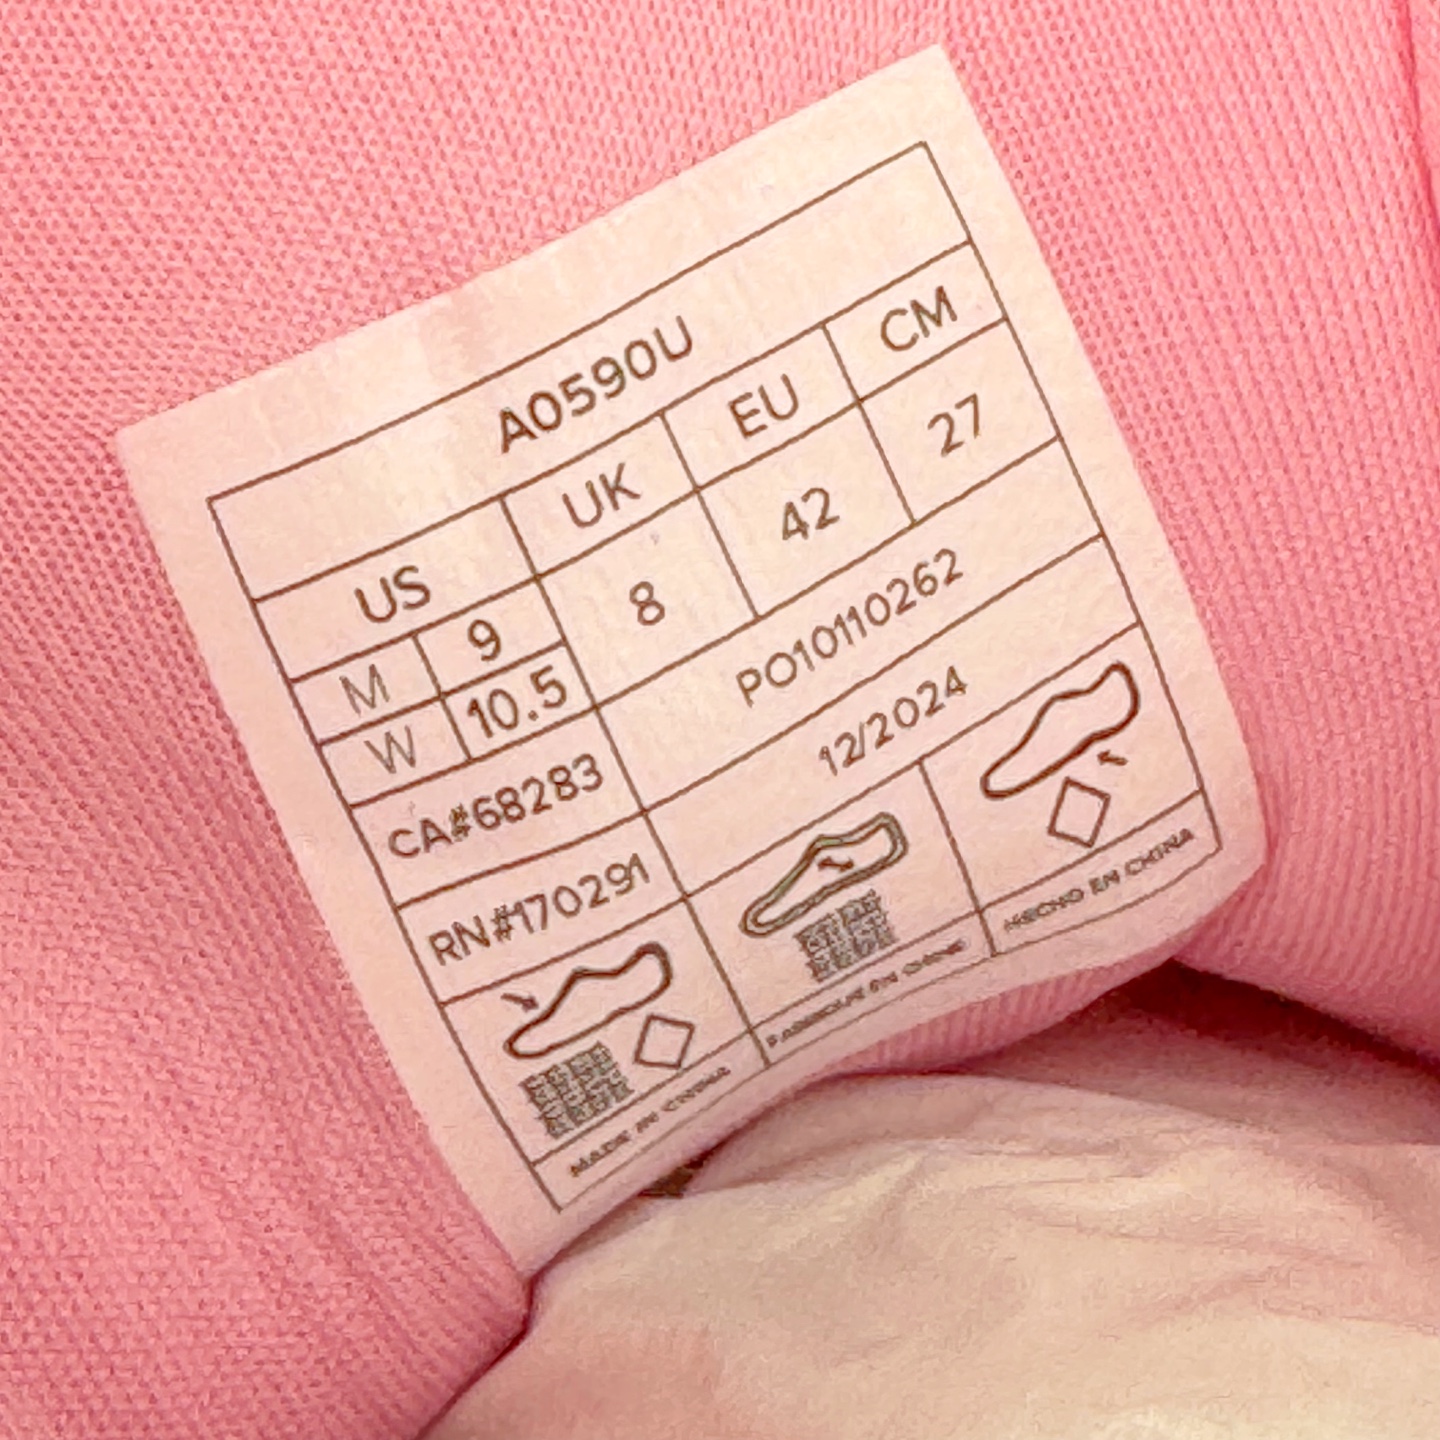 A0590U
US UK EU CM
M 9 8 42 27
W 10.5
CA#68283 PO10110262
RN#170291 12/2024
MADE IN CHINA FABRIQUE EN CHINE HECHO EN CHINA